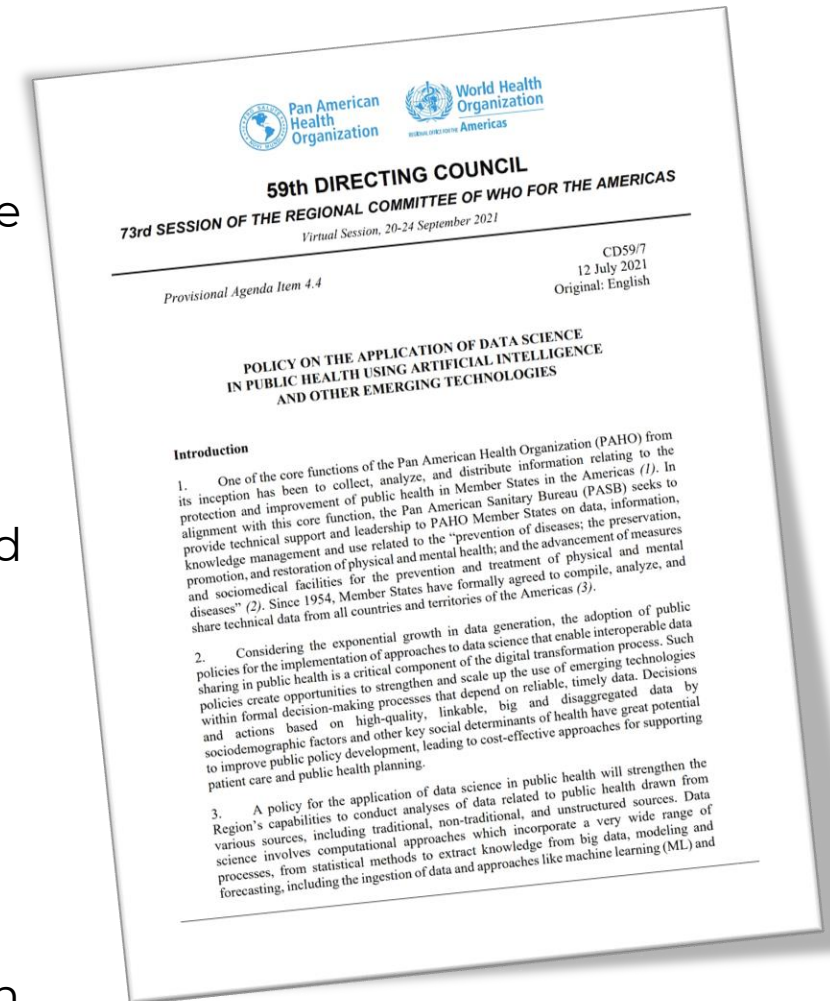 e
d
n
Pan American
Health
Organization
World Health
Organization
REGIONAL OFFICE FOR THE Americas
59th DIRECTING COUNCIL
73rd SESSION OF THE REGIONAL COMMITTEE OF WHO FOR THE AMERICAS
Virtual Session, 20-24 September 2021
Provisional Agenda Item 4.4
CD59/7
12 July 2021
Original: English
POLICY ON THE APPLICATION OF DATA SCIENCE
IN PUBLIC HEALTH USING ARTIFICIAL INTELLIGENCE
AND OTHER EMERGING TECHNOLOGIES
Introduction
1. One of the core functions of the Pan American Health Organization (PAHO) from
its inception has been to collect, analyze, and distribute information relating to the
protection and improvement of public health in Member States in the Americas (1). In
alignment with this core function, the Pan American Sanitary Bureau (PASB) seeks to
provide technical support and leadership to PAHO Member States on data, information,
knowledge management and use related to the “prevention of diseases; the preservation,
promotion, and restoration of physical and mental health; and the advancement of measures
and sociomedical facilities for the prevention and treatment of physical and mental
diseases” (2). Since 1954, Member States have formally agreed to compile, analyze, and
share technical data from all countries and territories of the Americas (3).
2. Considering the exponential growth in data generation, the adoption of public
policies for the implementation of approaches to data science that enable interoperable data
sharing in public health is a critical component of the digital transformation process. Such
policies create opportunities to strengthen and scale up the use of emerging technologies
within formal decision-making processes that depend on reliable, timely data. Decisions
and actions based on high-quality, linkable, big and disaggregated data by
sociodemographic factors and other key social determinants of health have great potential
to improve public policy development, leading to cost-effective approaches for supporting
patient care and public health planning.
3. A policy for the application of data science in public health will strengthen the
Region’s capabilities to conduct analyses of data related to public health drawn from
various sources, including traditional, non-traditional, and unstructured sources. Data
science involves computational approaches which incorporate a very wide range of
processes, from statistical methods to extract knowledge from big data, modeling and
forecasting, including the ingestion of data and approaches like machine learning (ML) and